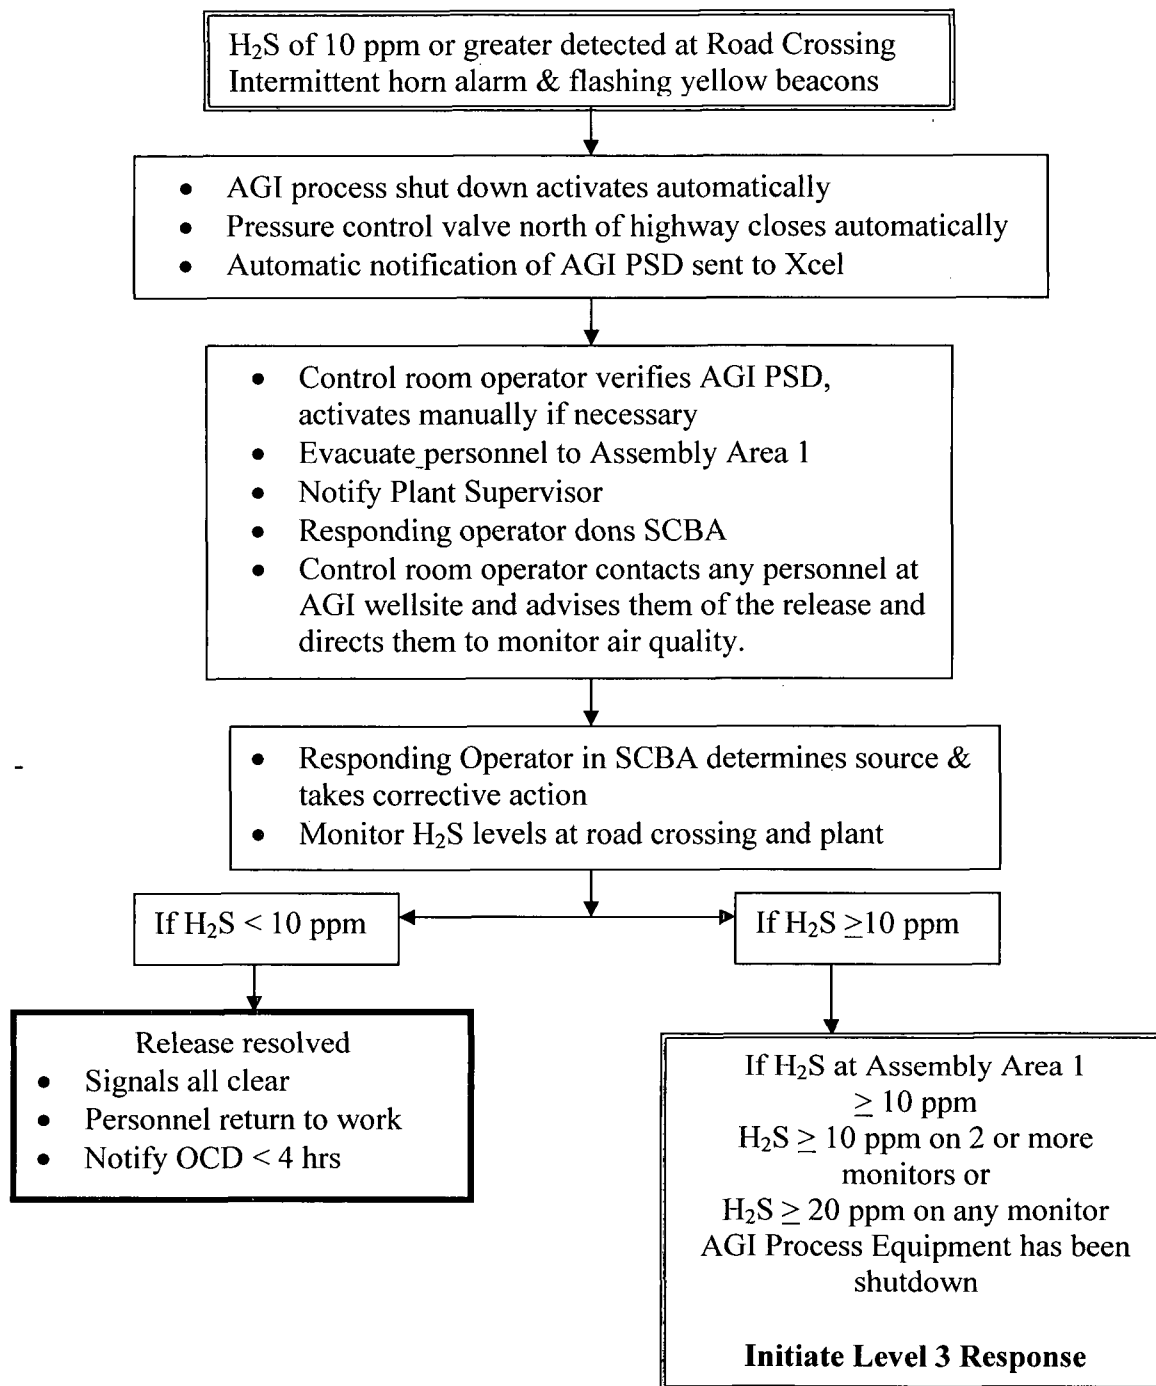 H₂S of 10 ppm or greater detected at Road Crossing
Intermittent horn alarm & flashing yellow beacons
• AGI process shut down activates automatically
• Pressure control valve north of highway closes automatically
• Automatic notification of AGI PSD sent to Xcel
• Control room operator verifies AGI PSD,
activates manually if necessary
• Evacuate personnel to Assembly Area 1
• Notify Plant Supervisor
• Responding operator dons SCBA
• Control room operator contacts any personnel at
AGI wellsite and advises them of the release and
directs them to monitor air quality.
• Responding Operator in SCBA determines source &
takes corrective action
• Monitor H₂S levels at road crossing and plant
If H₂S < 10 ppm
If H₂S ≥10 ppm
Release resolved
• Signals all clear
• Personnel return to work
• Notify OCD < 4 hrs
If H₂S at Assembly Area 1
≥ 10 ppm
H₂S ≥ 10 ppm on 2 or more
monitors or
H₂S ≥ 20 ppm on any monitor
AGI Process Equipment has been
shutdown
Initiate Level 3 Response